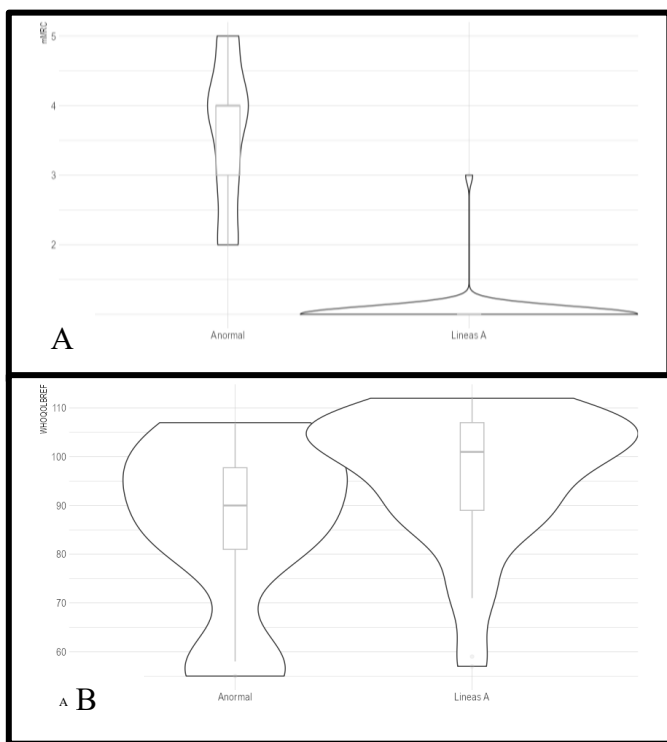 mMRC
5
4
3
2
Anormal
Lineas A
A
WHOQOLBREF
110
100
90
80
70
60
Anormal
Lineas A
A B